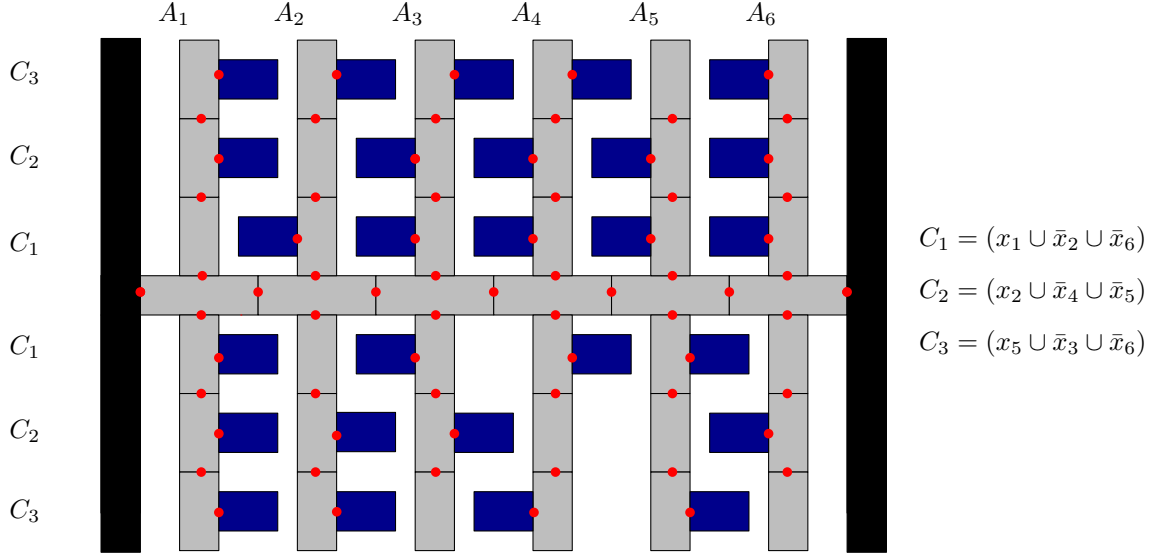 A₁ A₂ A₃ A₄ A₅ A₆
C₃
C₂
C₁
C₁ = (x₁ ∪ x̄₂ ∪ x̄₆)
C₂ = (x₂ ∪ x̄₄ ∪ x̄₅)
C₃ = (x₅ ∪ x̄₃ ∪ x̄₆)
C₁
C₂
C₃